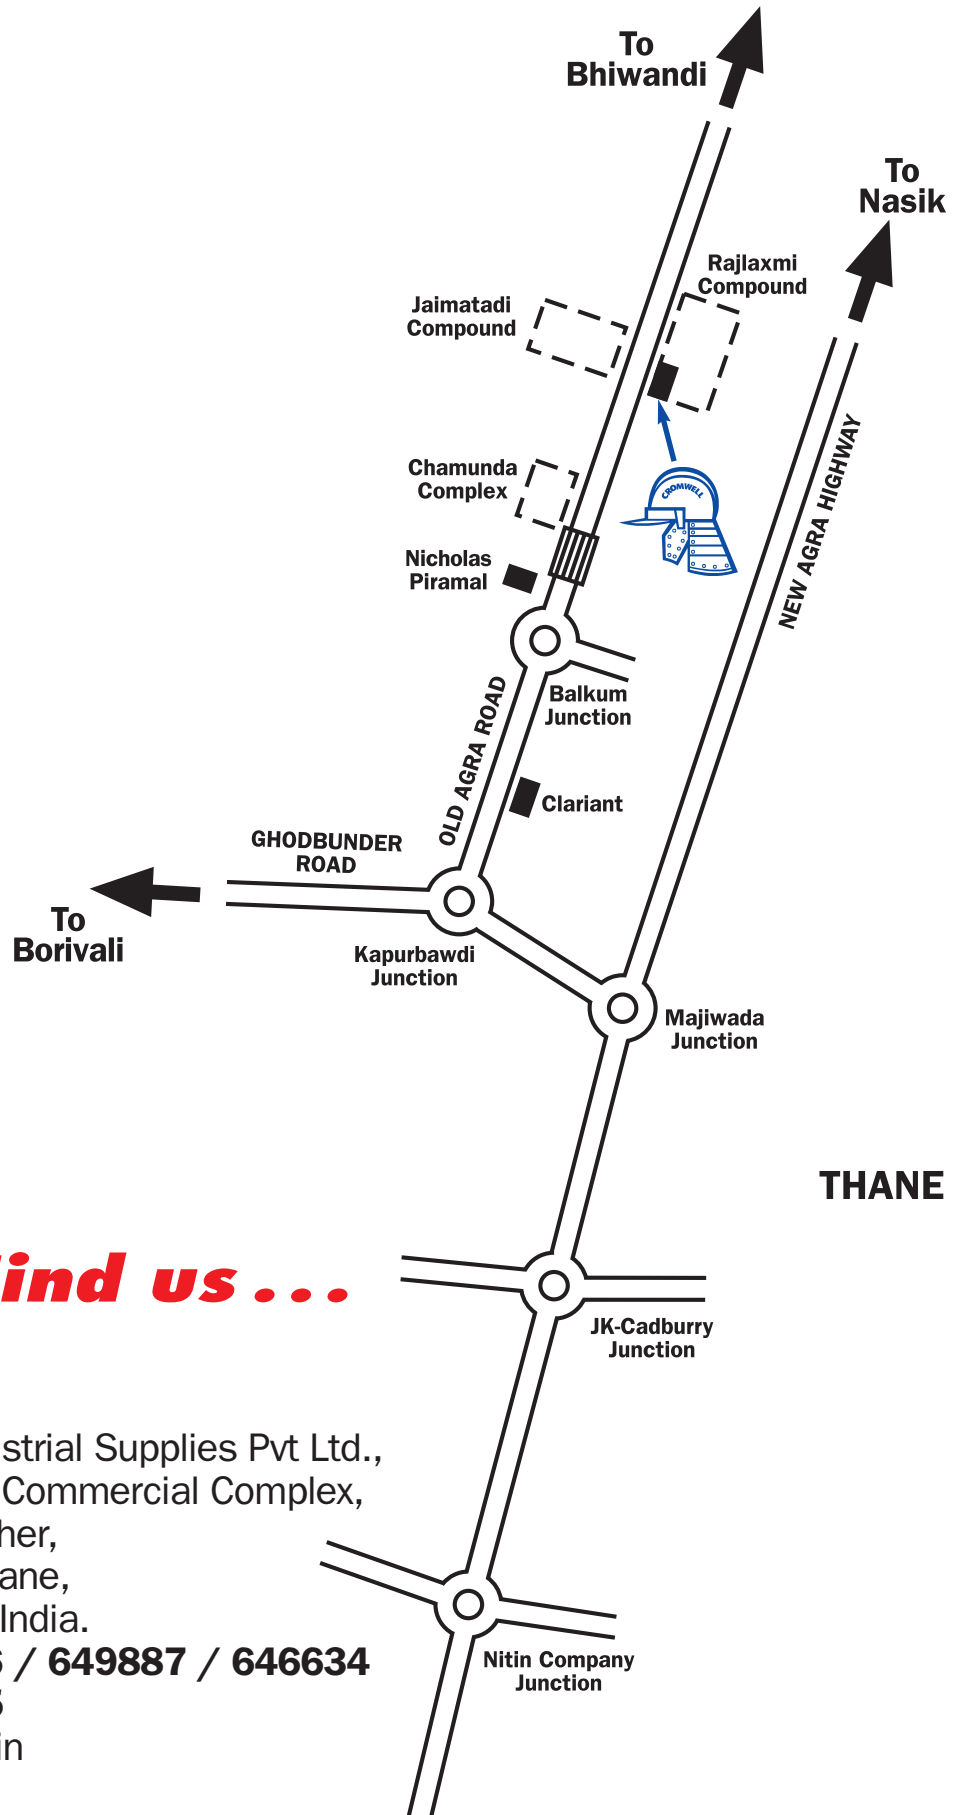 To
Bhiwandi
To
Nasik
Rajlaxmi
Compound
Jaimatadi
Compound
Chamunda
Complex
CROMWELL
NEW AGRA HIGHWAY
Nicholas
Piramal
Balkum
Junction
OLD AGRA ROAD
Clariant
GHODBUNDER
ROAD
To
Borivali
Kapurbawdi
Junction
Majiwada
Junction
THANE
find us...
JK-Cadburry
Junction
strial Supplies Pvt Ltd.,
Commercial Complex,
her,
ane,
India.
/ 649887 / 646634
in
Nitin Company
Junction